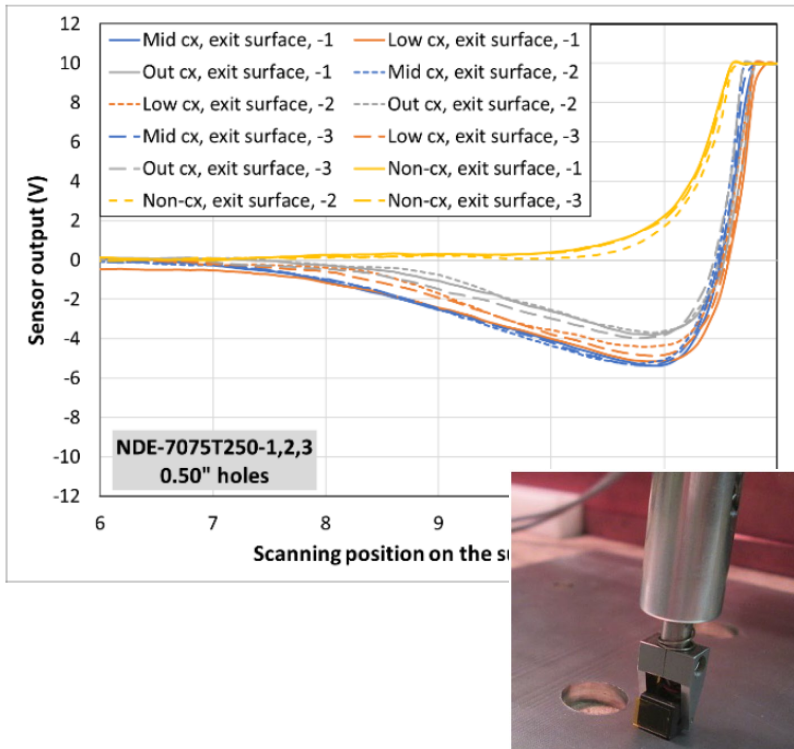 12
10
8
6
4
2
0
-2
-4
-6
-8
-10
-12
Sensor output (V)
Mid cx, exit surface, -1 Low cx, exit surface, -1
Out cx, exit surface, -1 Mid cx, exit surface, -2
Low cx, exit surface, -2 Out cx, exit surface, -2
Mid cx, exit surface, -3 Low cx, exit surface, -3
Out cx, exit surface, -3 Non-cx, exit surface, -1
Non-cx, exit surface, -2 Non-cx, exit surface, -3
NDE-7075T250-1,2,3
0.50" holes
6 7 8 9
Scanning position on the